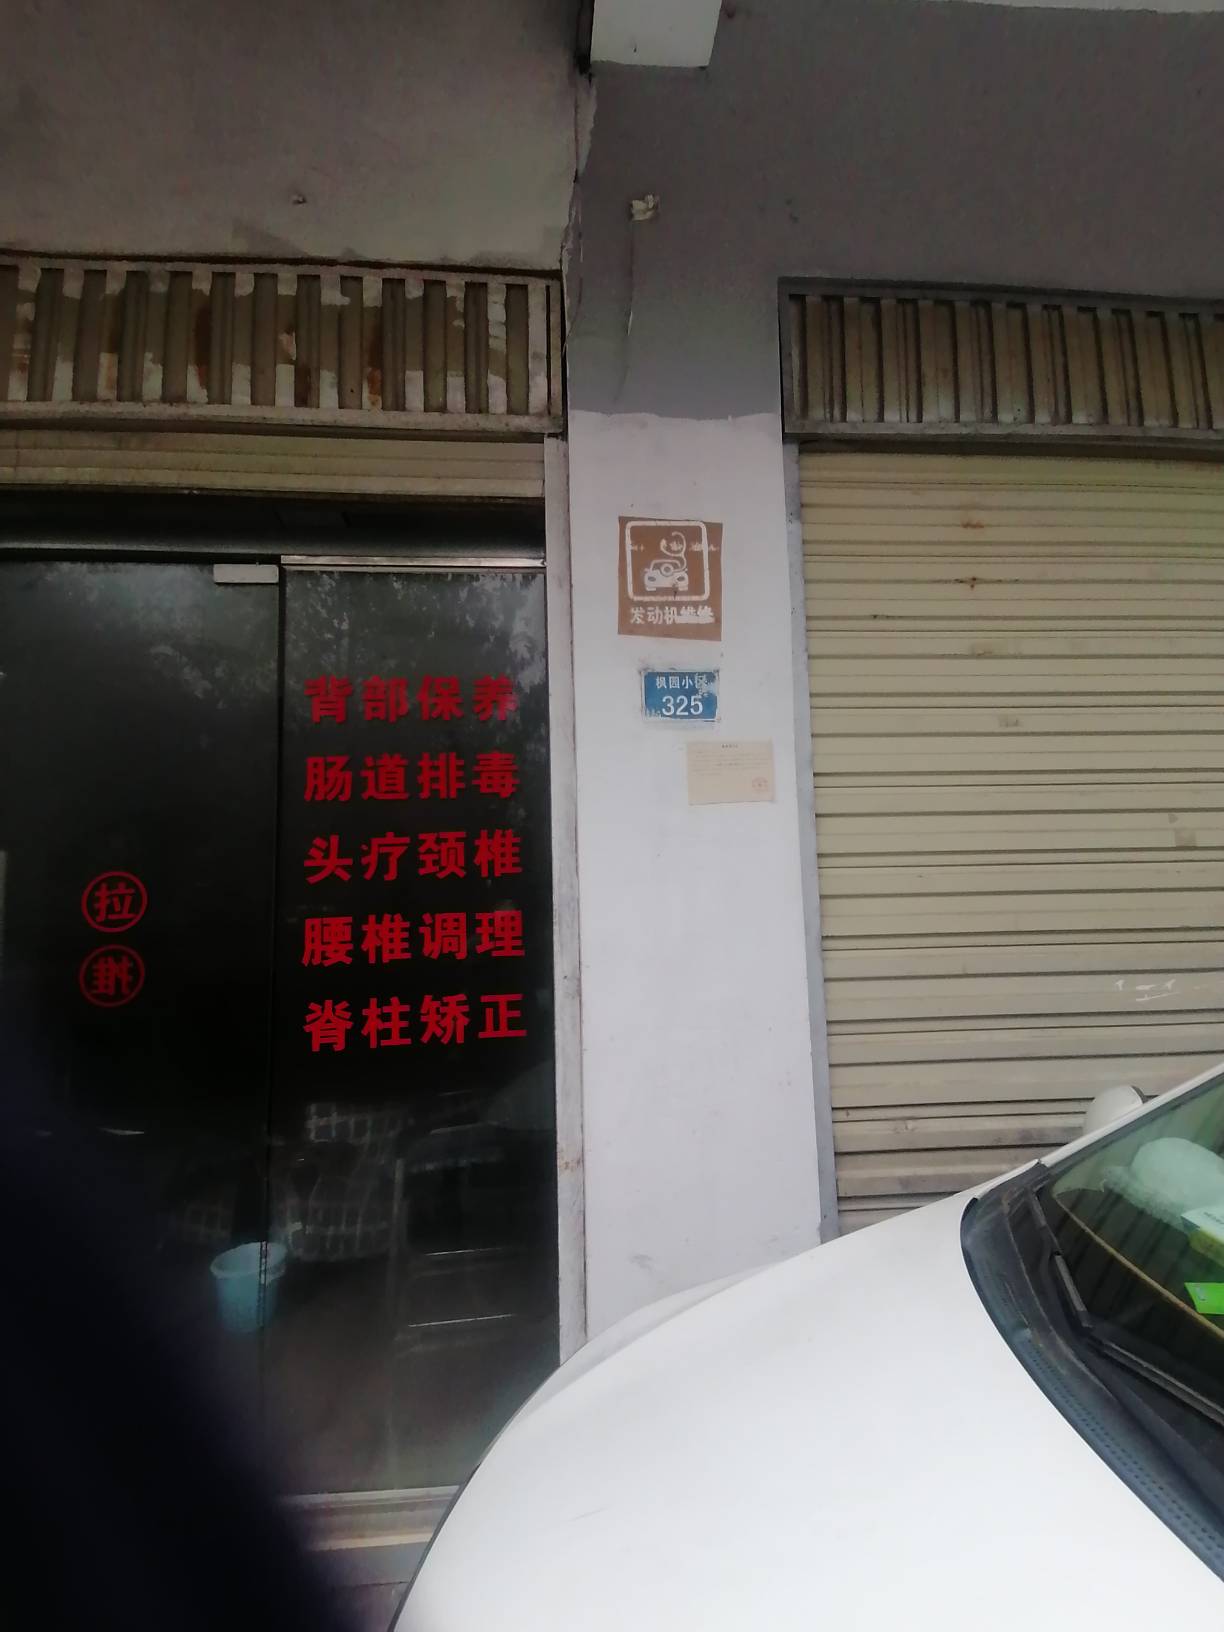 背部保养
肠道排毒
头疗颈椎
腰椎调理
脊柱矫正
拉
推
发动机维修
枫园小区
325